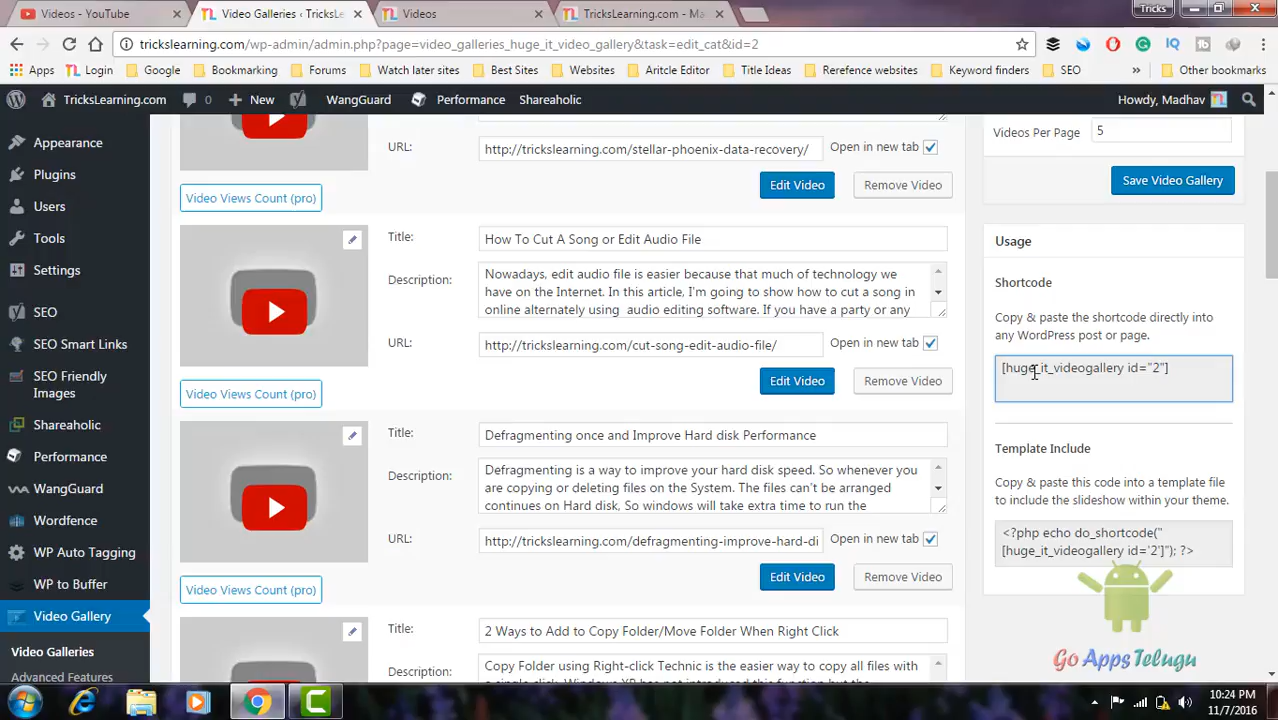 Videos - YouTube
Video Galleries ‹ TricksLe
Videos
TricksLearning.com - Ma
Tricks
trickslearning.com/wp-admin/admin.php?page=video_galleries_huge_it_video_gallery&task=edit_cat&id=2
Apps
Login
Google
Bookmarking
Forums
Watch later sites
Best Sites
Websites
Aritcle Editor
Title Ideas
Rerefence websites
Keyword finders
SEO
»
Other bookmarks
TricksLearning.com
0
New
WangGuard
Performance
Shareaholic
Howdy, Madhav
Appearance
Plugins
Users
Tools
Settings
SEO
SEO Smart Links
SEO Friendly
Images
Shareaholic
Performance
WangGuard
Wordfence
WP Auto Tagging
WP to Buffer
Video Gallery
Video Galleries
Advanced Features
URL:
http://trickslearning.com/stellar-phoenix-data-recovery/
Open in new tab
Edit Video
Remove Video
Video Views Count (pro)
Title:
How To Cut A Song or Edit Audio File
Description:
Nowadays, edit audio file is easier because that much of technology we
have on the Internet. In this article, I'm going to show how to cut a song in
online alternately using  audio editing software. If you have a party or any
URL:
http://trickslearning.com/cut-song-edit-audio-file/
Open in new tab
Edit Video
Remove Video
Video Views Count (pro)
Title:
Defragmenting once and Improve Hard disk Performance
Description:
Defragmenting is a way to improve your hard disk speed. So whenever you
are copying or deleting files on the System. The files can't be arranged
continues on Hard disk, So windows will take extra time to run the
URL:
http://trickslearning.com/defragmenting-improve-hard-di
Open in new tab
Edit Video
Remove Video
Video Views Count (pro)
Title:
2 Ways to Add to Copy Folder/Move Folder When Right Click
Description:
Copy Folder using Right-click Technic is the easier way to copy all files with
Videos Per Page
5
Save Video Gallery
Usage
Shortcode
Copy & paste the shortcode directly into
any WordPress post or page.
[huge_it_videogallery id="2"]
Template Include
Copy & paste this code into a template file
to include the slideshow within your theme.
<?php echo do_shortcode("
[huge_it_videogallery id='2']"); ?>
Go Apps Telugu
10:24 PM
11/7/2016